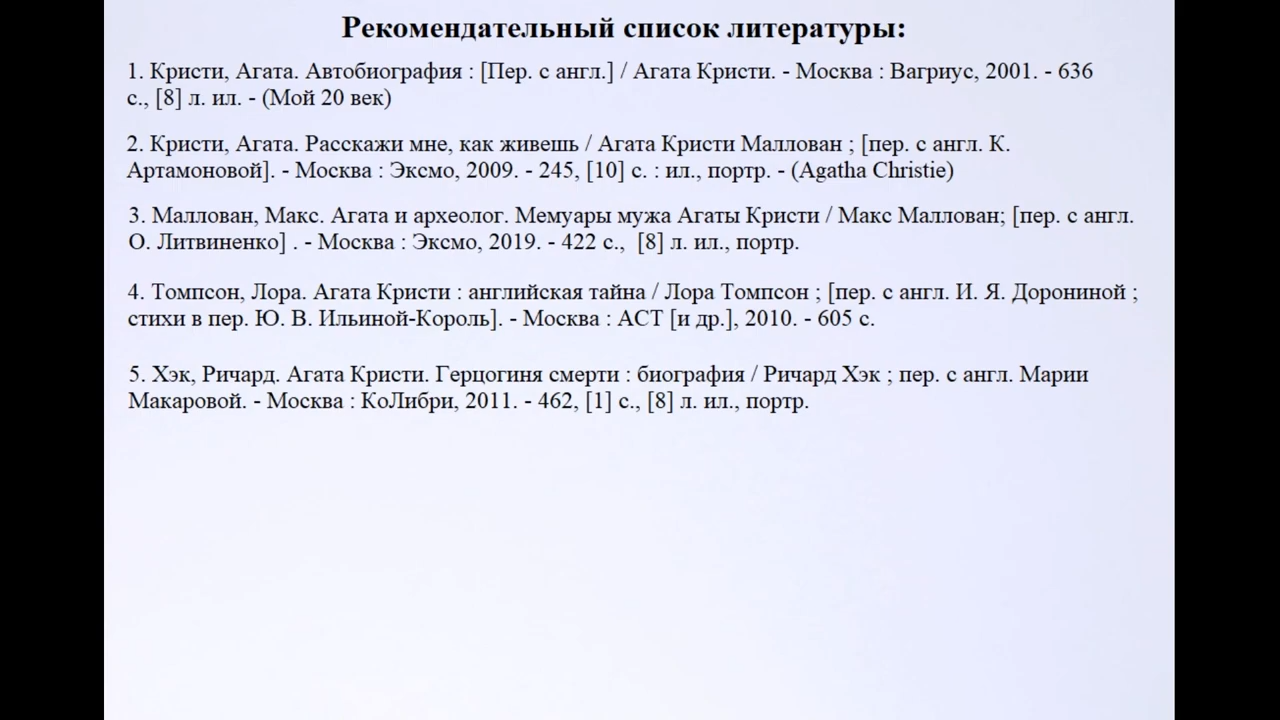 Рекомендательный список литературы:
1. Кристи, Агата. Автобиография : [Пер. с англ.] / Агата Кристи. - Москва : Вагриус, 2001. - 636
с., [8] л. ил. - (Мой 20 век)
2. Кристи, Агата. Расскажи мне, как живешь / Агата Кристи Маллован ; [пер. с англ. К.
Артамоновой]. - Москва : Эксмо, 2009. - 245, [10] с. : ил., портр. - (Agatha Christie)
3. Маллован, Макс. Агата и археолог. Мемуары мужа Агаты Кристи / Макс Маллован; [пер. с англ.
О. Литвиненко] . - Москва : Эксмо, 2019. - 422 с.,  [8] л. ил., портр.
4. Томпсон, Лора. Агата Кристи : английская тайна / Лора Томпсон ; [пер. с англ. И. Я. Дорониной ;
стихи в пер. Ю. В. Ильиной-Король]. - Москва : АСТ [и др.], 2010. - 605 с.
5. Хэк, Ричард. Агата Кристи. Герцогиня смерти : биография / Ричард Хэк ; пер. с англ. Марии
Макаровой. - Москва : КоЛибри, 2011. - 462, [1] с., [8] л. ил., портр.